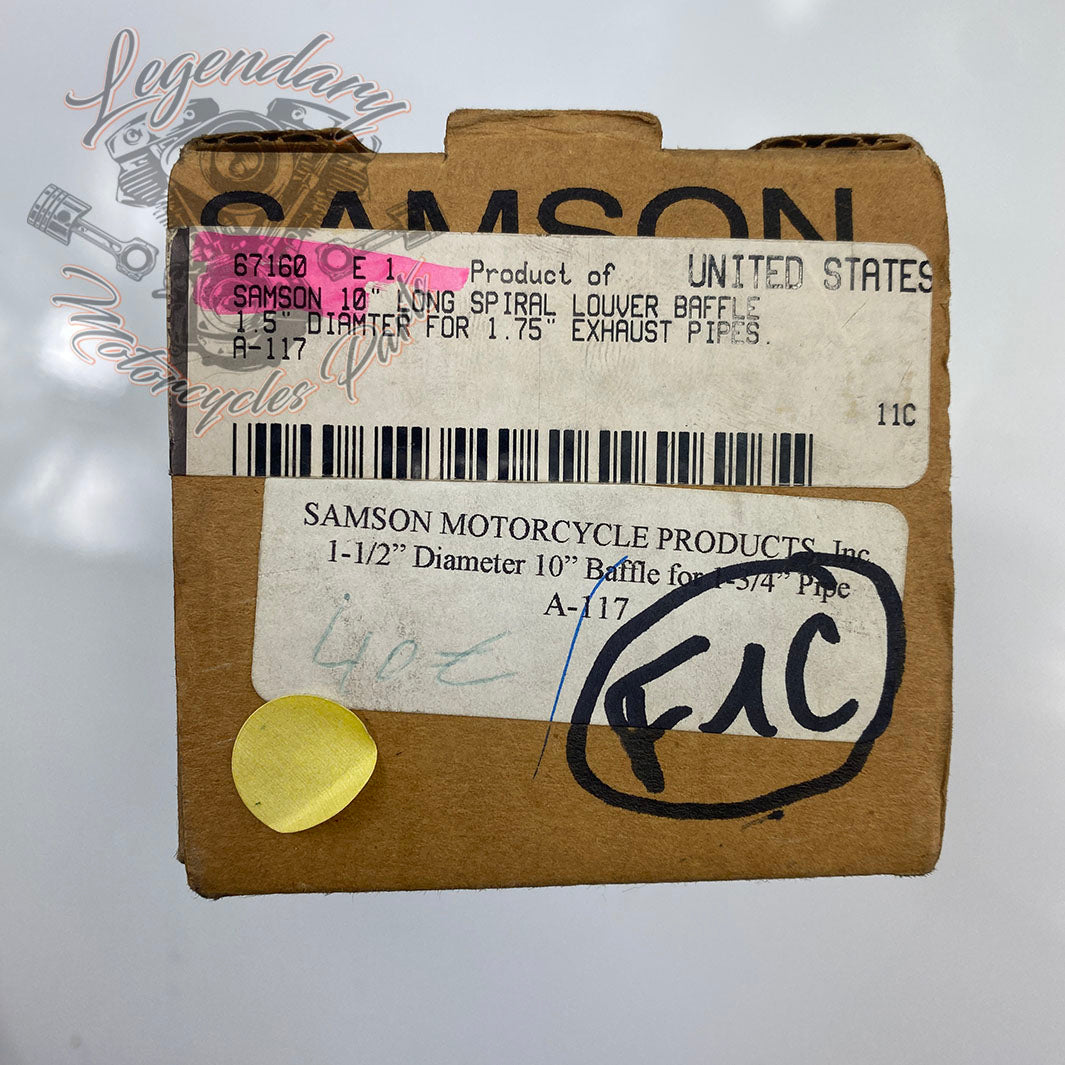 Legendary
Motorcycles Parts
SAMSON
67160 E 1 Product of UNITED STATES
SAMSON 10" LONG SPIRAL LOUVER BAFFLE
1.5" DIAMTER FOR 1.75" EXHAUST PIPES.
A-117
11C
SAMSON MOTORCYCLE PRODUCTS, Inc
1-1/2” Diameter 10” Baffle for 1-3/4” Pipe
A-117
40€
F1C